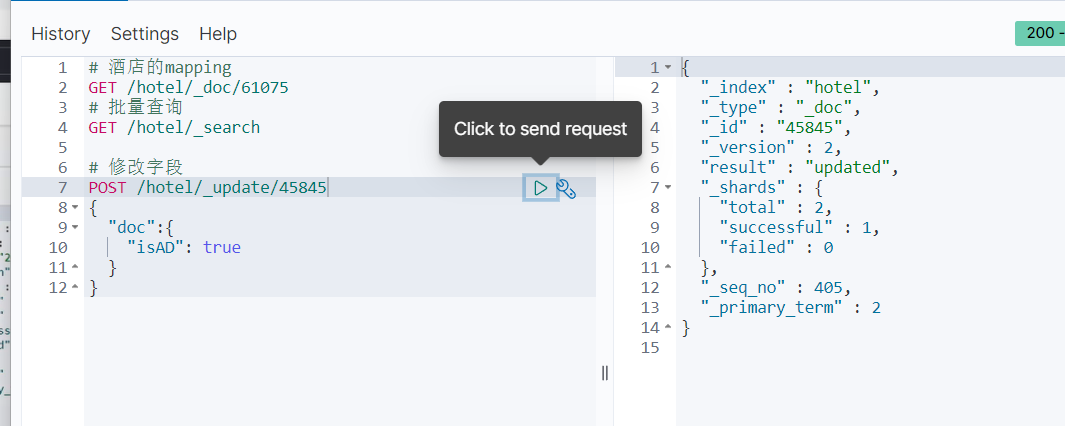 History Settings Help
200 -
1 # 酒店的mapping
2 GET /hotel/_doc/61075
3 # 批量查询
4 GET /hotel/_search
5
6 # 修改字段
7 POST /hotel/_update/45845
8 {
9 "doc":{
10 "isAD": true
11 }
12 }
Click to send request
1 {
2 "_index" : "hotel",
3 "_type" : "_doc",
4 "_id" : "45845",
5 "_version" : 2,
6 "result" : "updated",
7 "_shards" : {
8 "total" : 2,
9 "successful" : 1,
10 "failed" : 0
11 },
12 "_seq_no" : 405,
13 "_primary_term" : 2
14 }
15